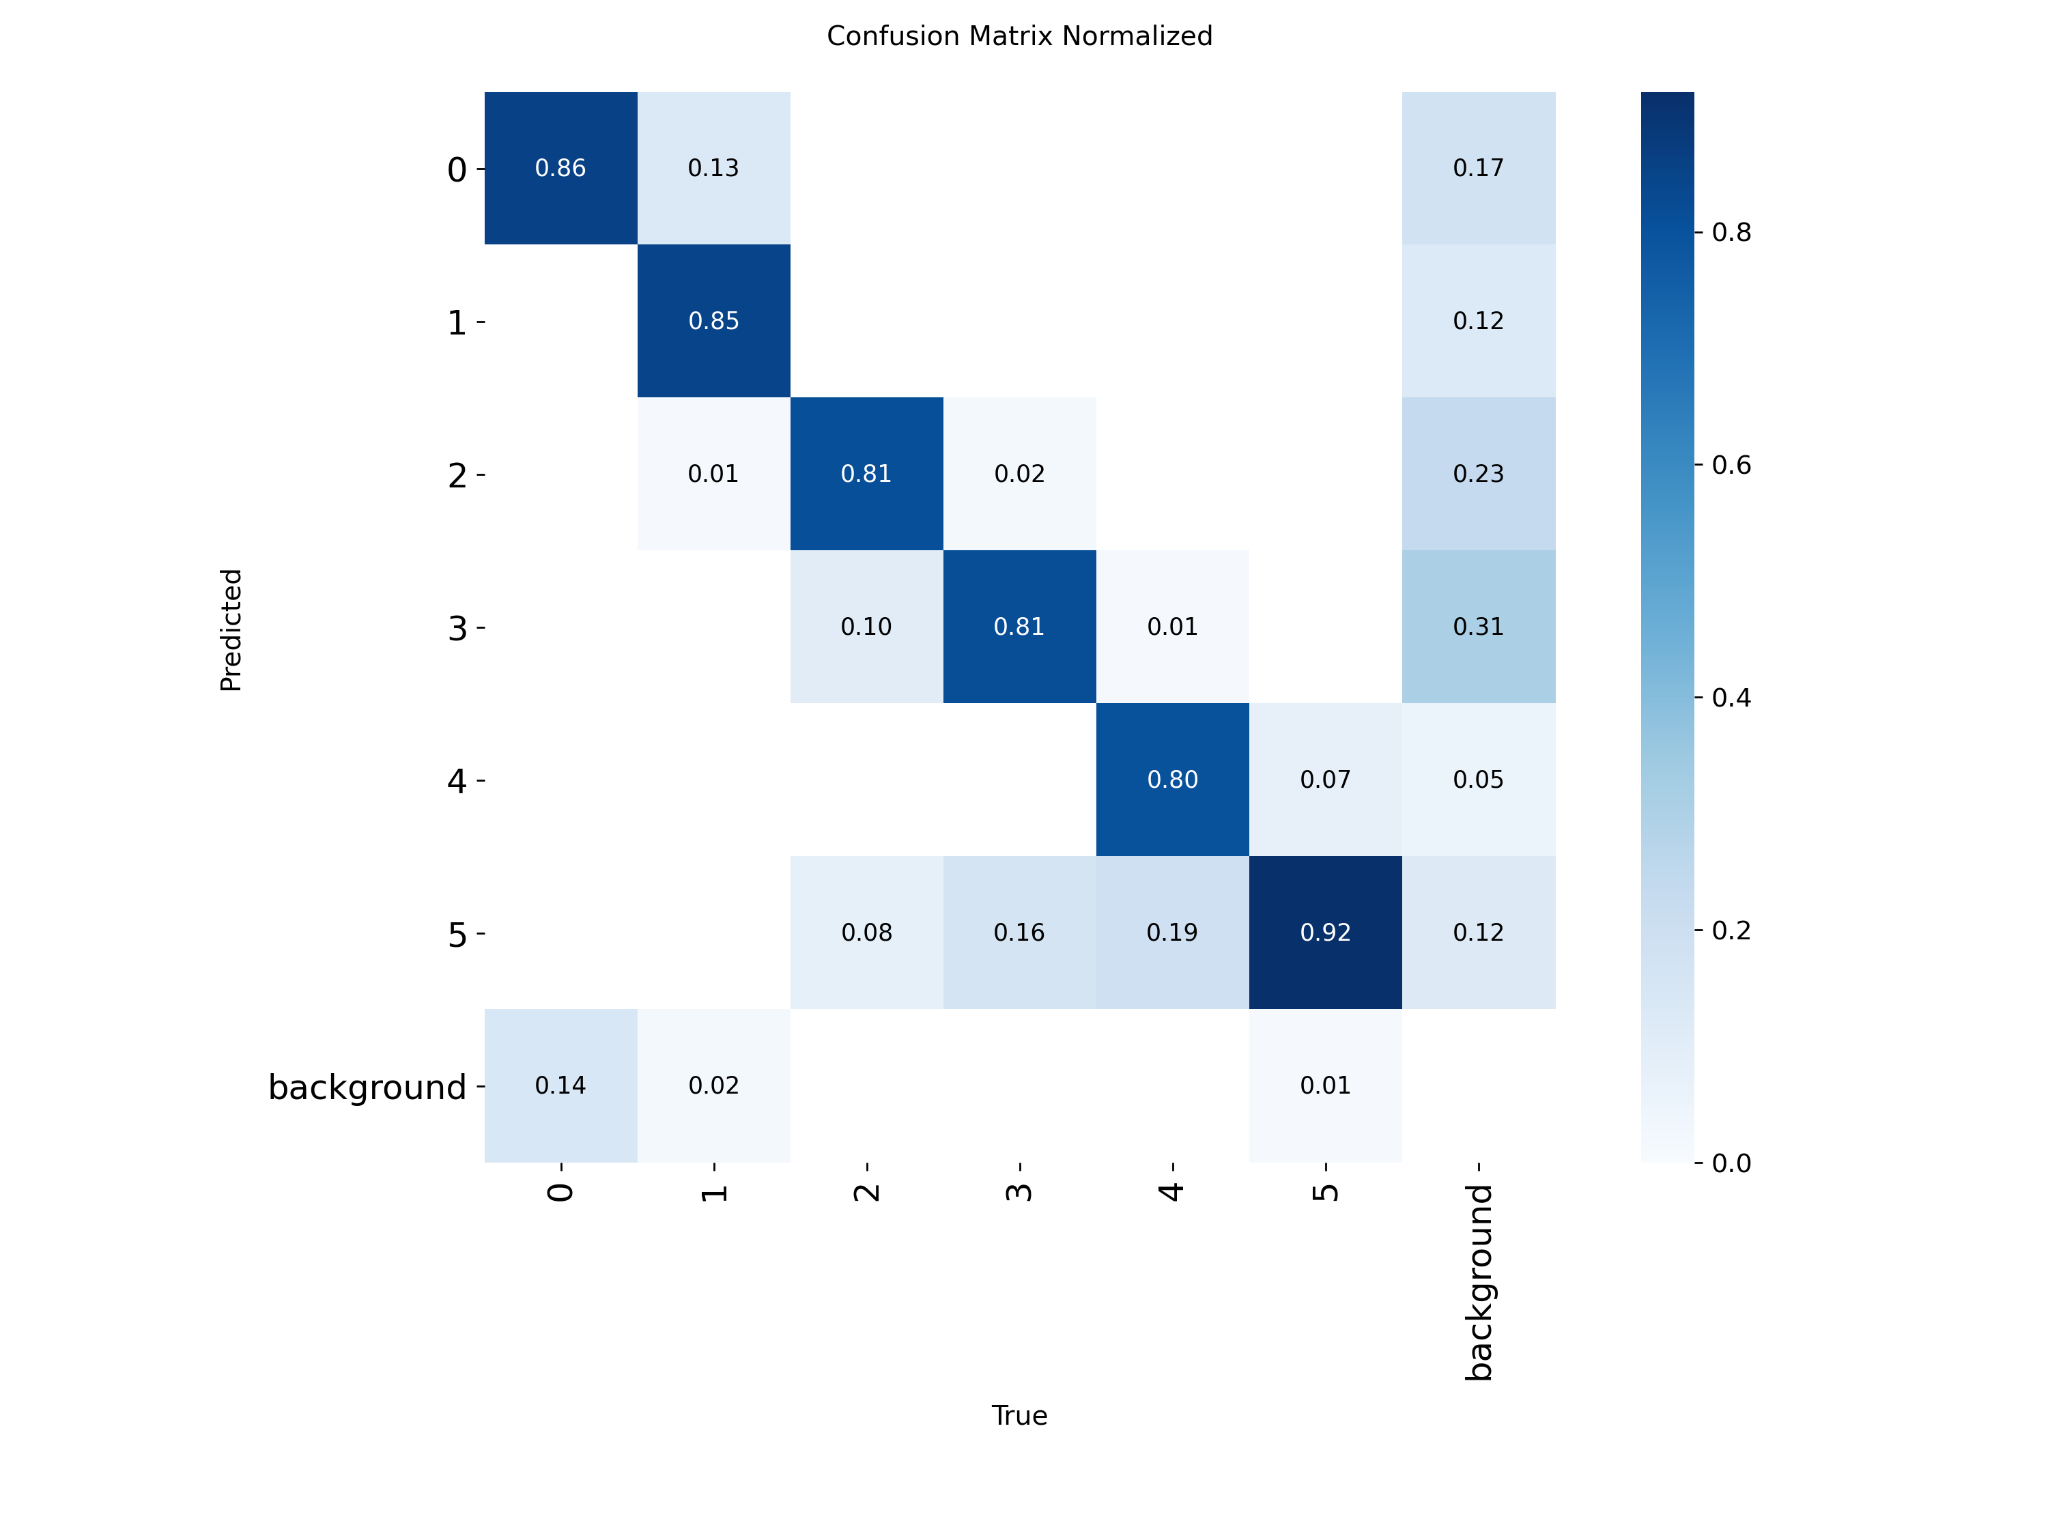 Confusion Matrix Normalized
0 0.86 0.13 0.17
1 0.85 0.12
2 0.01 0.81 0.02 0.23
3 0.10 0.81 0.01 0.31
4 0.80 0.07 0.05
5 0.08 0.16 0.19 0.92 0.12
background 0.14 0.02 0.01
0 1 2 3 4 5 background
Predicted
True
0.8
0.6
0.4
0.2
0.0